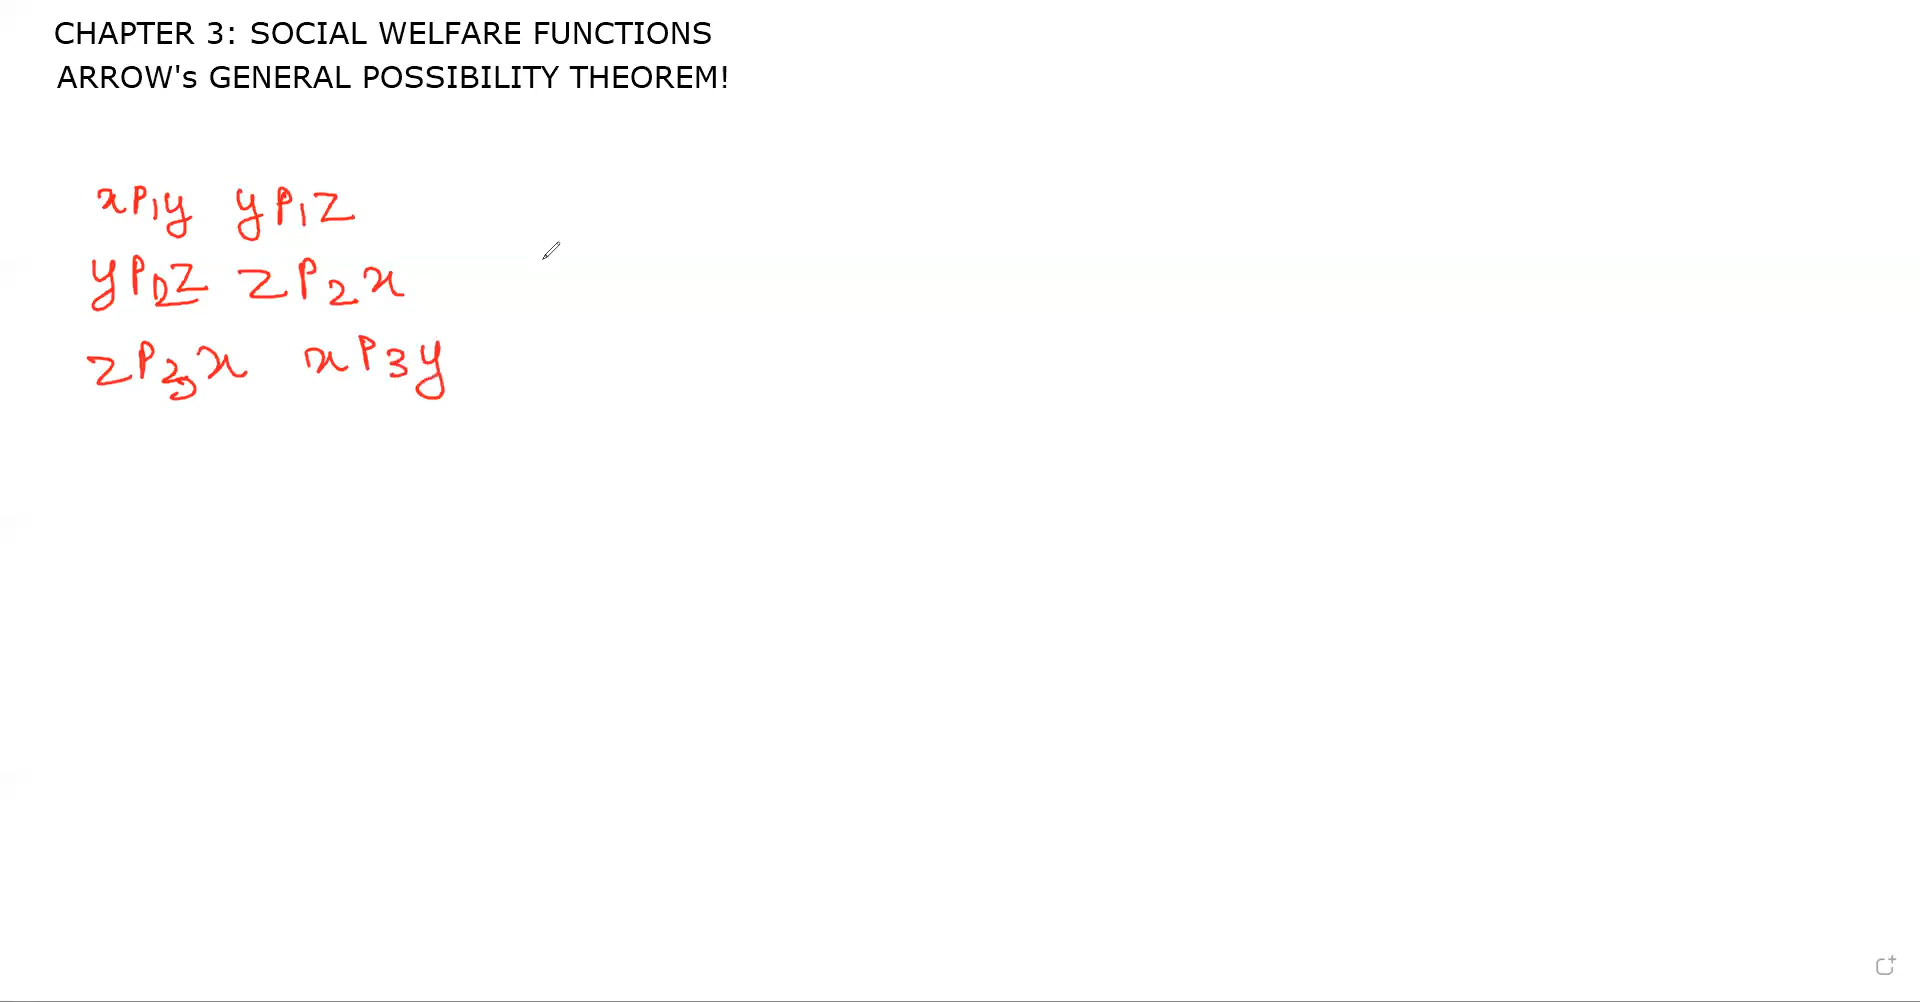 CHAPTER 3: SOCIAL WELFARE FUNCTIONS
ARROW's GENERAL POSSIBILITY THEOREM!
xP₁y yP₁z
yP₂z zP₂x
zP₃x xP₃y